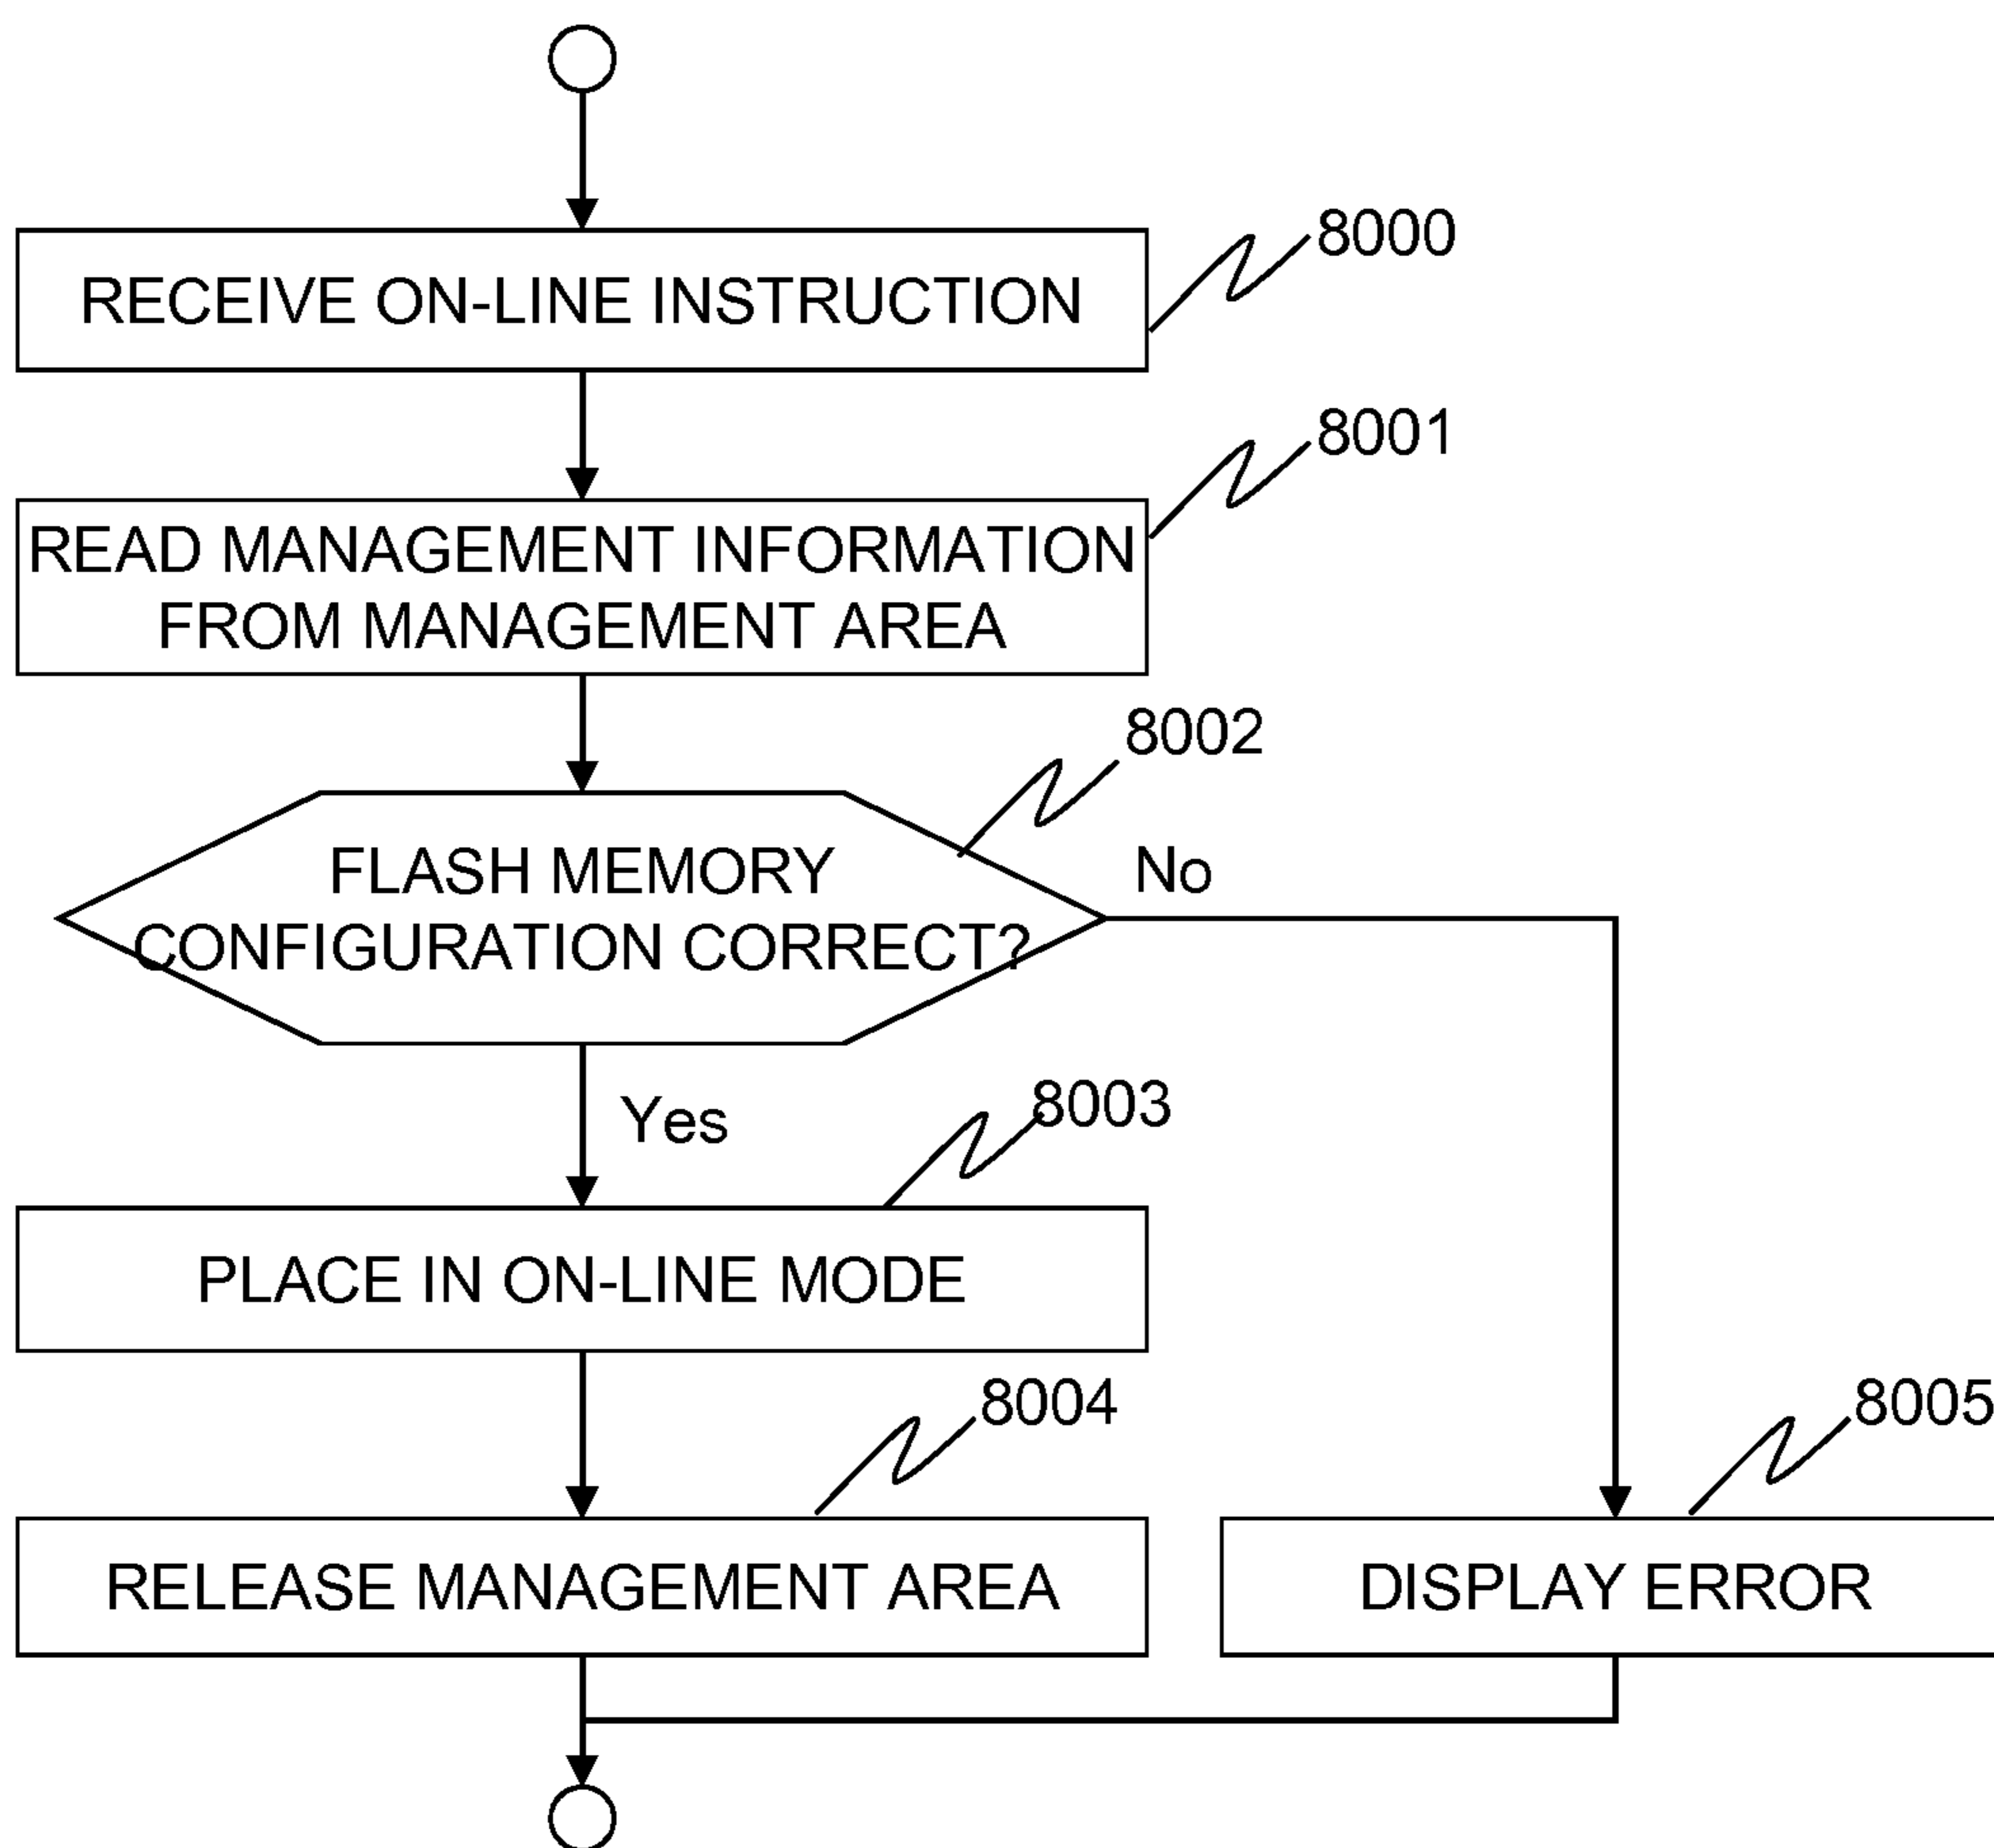 8000
RECEIVE ON-LINE INSTRUCTION
8001
READ MANAGEMENT INFORMATION
FROM MANAGEMENT AREA
8002
FLASH MEMORY
CONFIGURATION CORRECT?
No
Yes
8003
PLACE IN ON-LINE MODE
8004
RELEASE MANAGEMENT AREA
8005
DISPLAY ERROR